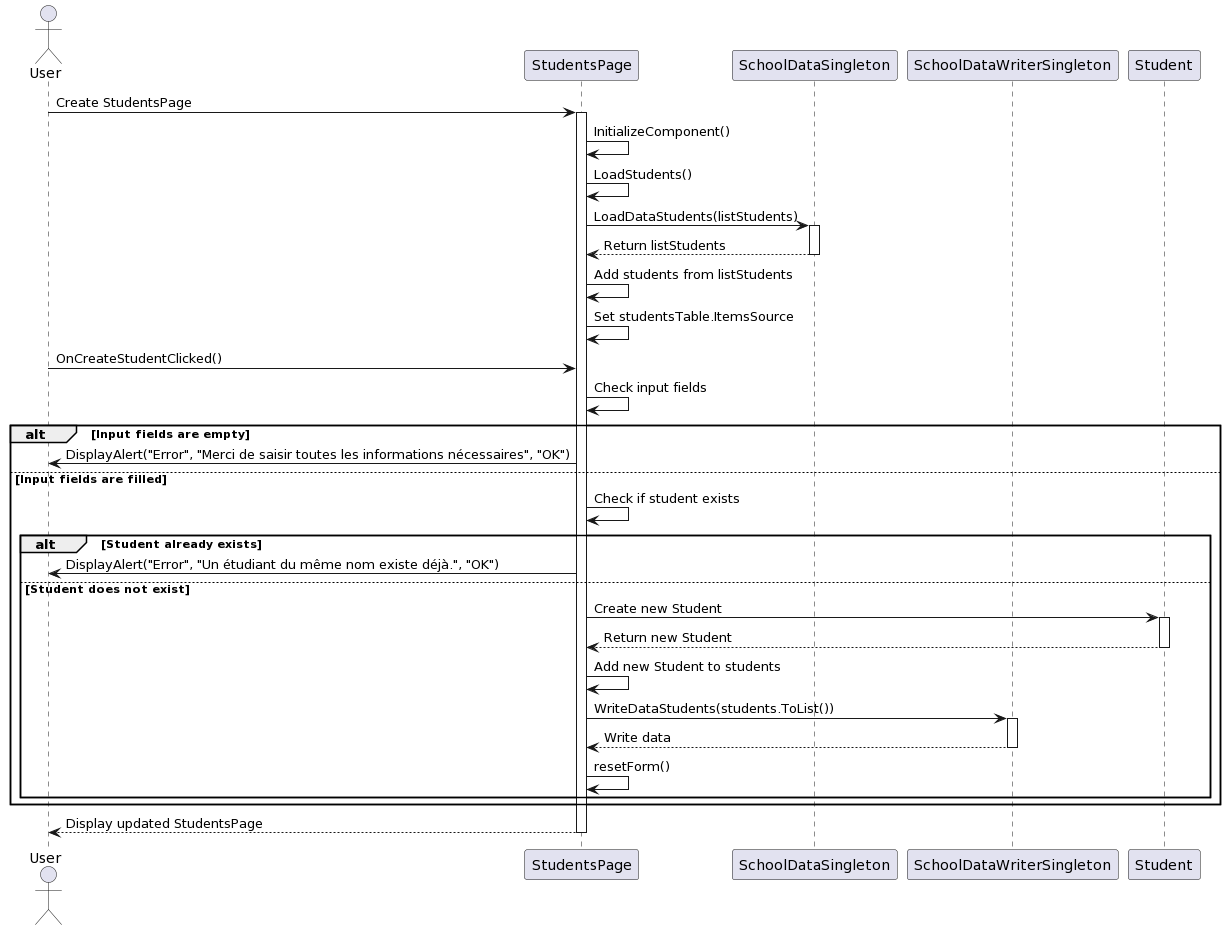 User
StudentsPage
SchoolDataSingleton
SchoolDataWriterSingleton
Student
Create StudentsPage
InitializeComponent()
LoadStudents()
LoadDataStudents(listStudents)
Return listStudents
Add students from listStudents
Set studentsTable.ItemsSource
OnCreateStudentClicked()
Check input fields
alt [Input fields are empty]
DisplayAlert("Error", "Merci de saisir toutes les informations nécessaires", "OK")
[Input fields are filled]
Check if student exists
alt [Student already exists]
DisplayAlert("Error", "Un étudiant du même nom existe déjà.", "OK")
[Student does not exist]
Create new Student
Return new Student
Add new Student to students
WriteDataStudents(students.ToList())
Write data
resetForm()
Display updated StudentsPage
User
StudentsPage
SchoolDataSingleton
SchoolDataWriterSingleton
Student